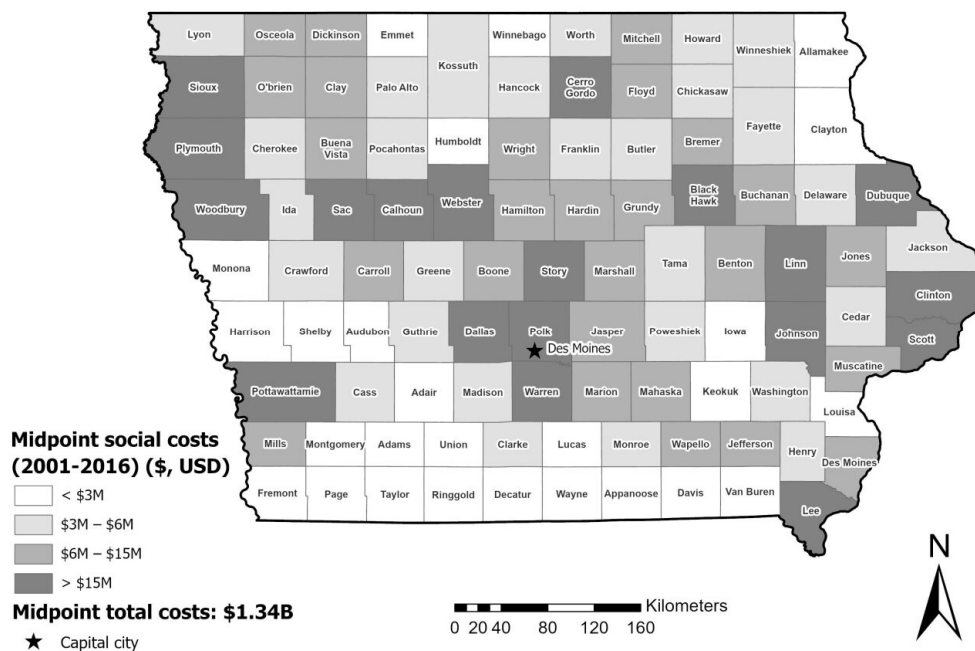 Lyon
Osceola
Dickinson
Emmet
Winnebago
Worth
Mitchell
Howard
Winneshiek
Allamakee
Kossuth
Sioux
O'brien
Clay
Palo Alto
Hancock
Cerro
Gordo
Floyd
Chickasaw
Fayette
Clayton
Plymouth
Cherokee
Buena
Vista
Pocahontas
Humboldt
Wright
Franklin
Butler
Bremer
Woodbury
Ida
Sac
Calhoun
Webster
Hamilton
Hardin
Grundy
Black
Hawk
Buchanan
Delaware
Dubuque
Monona
Crawford
Carroll
Greene
Boone
Story
Marshall
Tama
Benton
Linn
Jones
Jackson
Clinton
Harrison
Shelby
Audubon
Guthrie
Dallas
Polk
Jasper
Poweshiek
Iowa
Johnson
Cedar
Scott
Des Moines
Muscatine
Pottawattamie
Cass
Adair
Madison
Warren
Marion
Mahaska
Keokuk
Washington
Louisa
Mills
Montgomery
Adams
Union
Clarke
Lucas
Monroe
Wapello
Jefferson
Henry
Des Moines
Fremont
Page
Taylor
Ringgold
Decatur
Wayne
Appanoose
Davis
Van Buren
Lee
Midpoint social costs
(2001-2016) ($, USD)
< $3M
$3M – $6M
$6M – $15M
> $15M
Midpoint total costs: $1.34B
Capital city
Kilometers
0 20 40 80 120 160
N